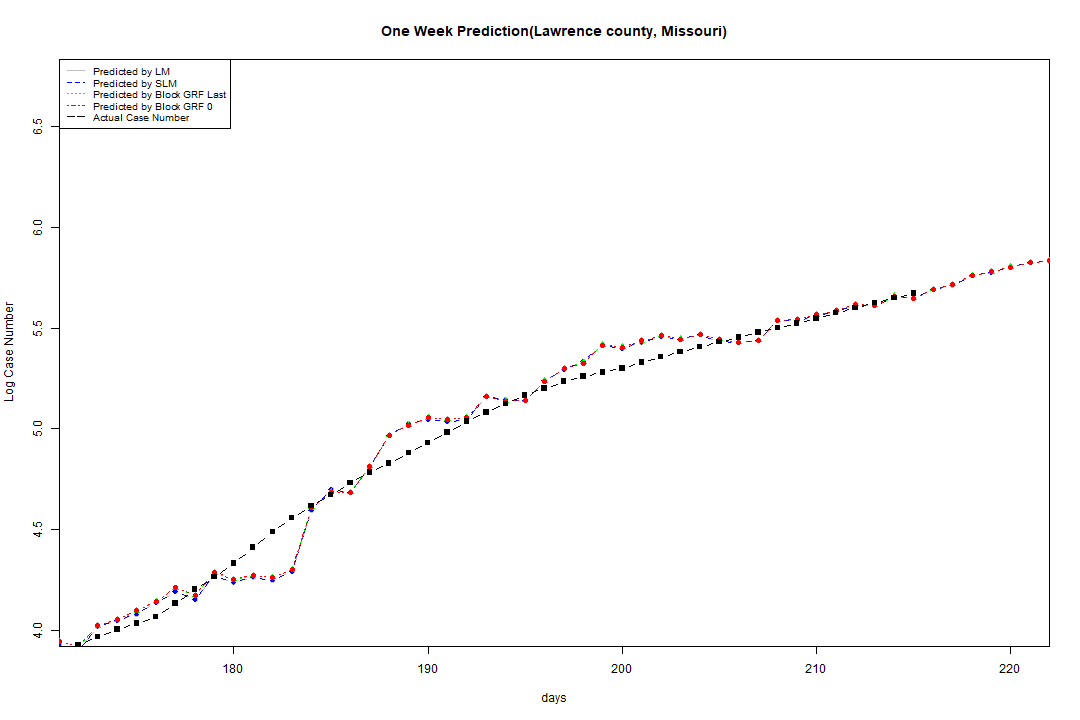 One Week Prediction(Lawrence county, Missouri)
Predicted by LM
Predicted by SLM
Predicted by Block GRF Last
Predicted by Block GRF 0
Actual Case Number
6.5
6.0
5.5
5.0
4.5
4.0
Log Case Number
180 190 200 210 220
days